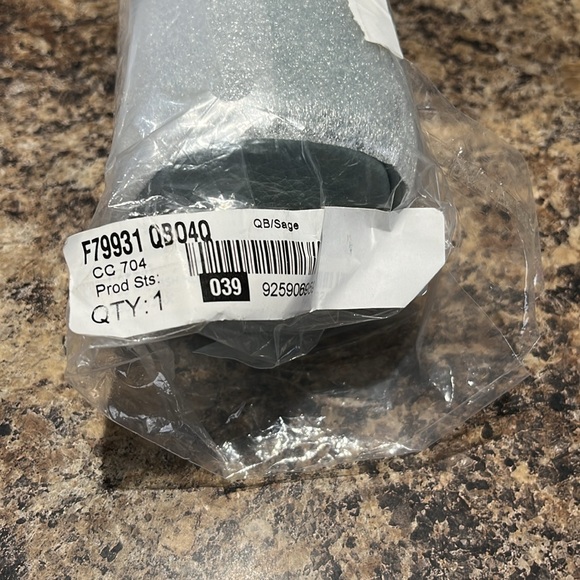 F79931 QB04Q
QB/Sage
CC 704
Prod Sts:
039
QTY: 1